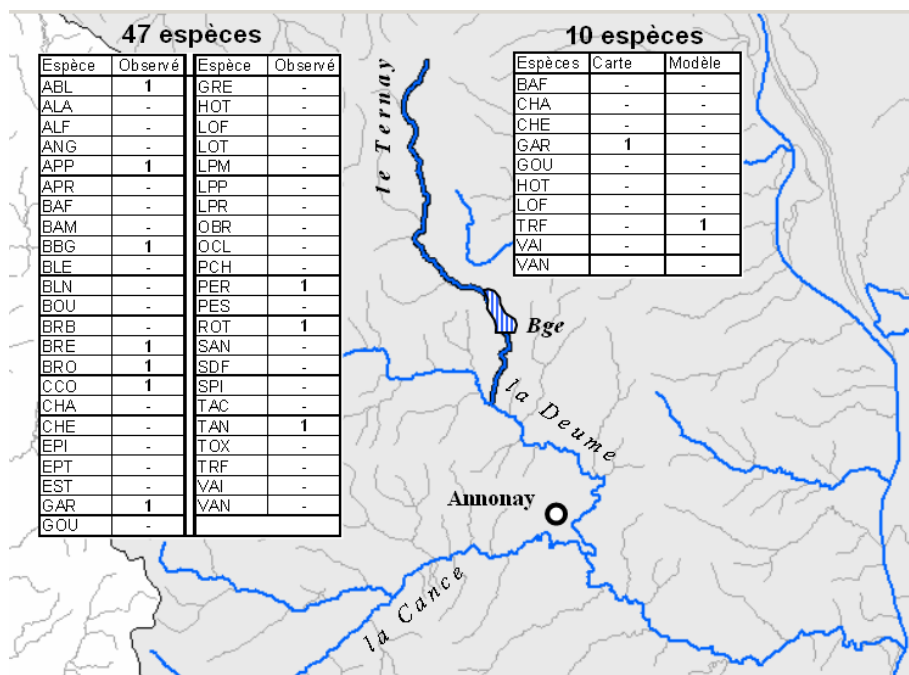 47 espèces
Espèce Observé Espèce Observé
ABL 1 GRE -
ALA - HOT -
ALF - LOF -
ANG - LOT -
APP 1 LPM -
APR - LPP -
BAF - LPR -
BAM - OBR -
BBG 1 OCL -
BLE - PCH -
BLN - PER 1
BOU - PES -
BRB - ROT 1
BRE 1 SAN -
BRO 1 SDF -
CCO 1 SPI -
CHA - TAC -
CHE - TAN 1
EPI - TOX -
EPT - TRF -
EST - VAI -
GAR 1 VAN -
GOU -
10 espèces
Espèces Carte Modèle
BAF - -
CHA - -
CHE - -
GAR 1 -
GOU - -
HOT - -
LOF - -
TRF - 1
VAI - -
VAN - -
le Ternay
Bge
la Deume
Annonay
la Cance